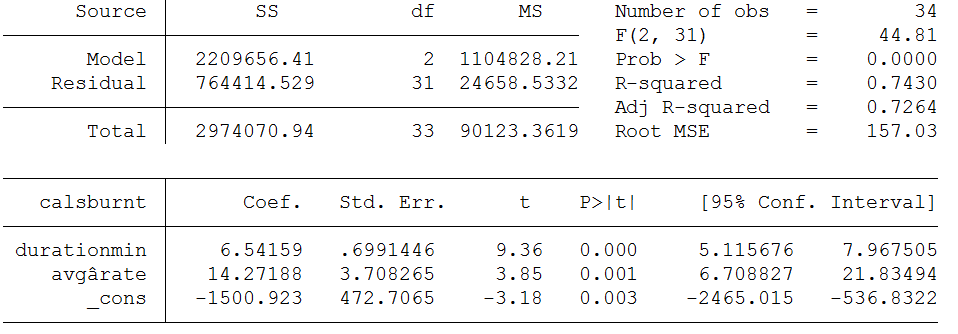 Source SS df MS Number of obs = 34
F(2, 31) = 44.81
Model 2209656.41 2 1104828.21 Prob > F = 0.0000
Residual 764414.529 31 24658.5332 R-squared = 0.7430
Adj R-squared = 0.7264
Total 2974070.94 33 90123.3619 Root MSE = 157.03
calsburnt Coef. Std. Err. t P>|t| [95% Conf. Interval]
durationmin 6.54159 .6991446 9.36 0.000 5.115676 7.967505
avgârate 14.27188 3.708265 3.85 0.001 6.708827 21.83494
_cons -1500.923 472.7065 -3.18 0.003 -2465.015 -536.8322